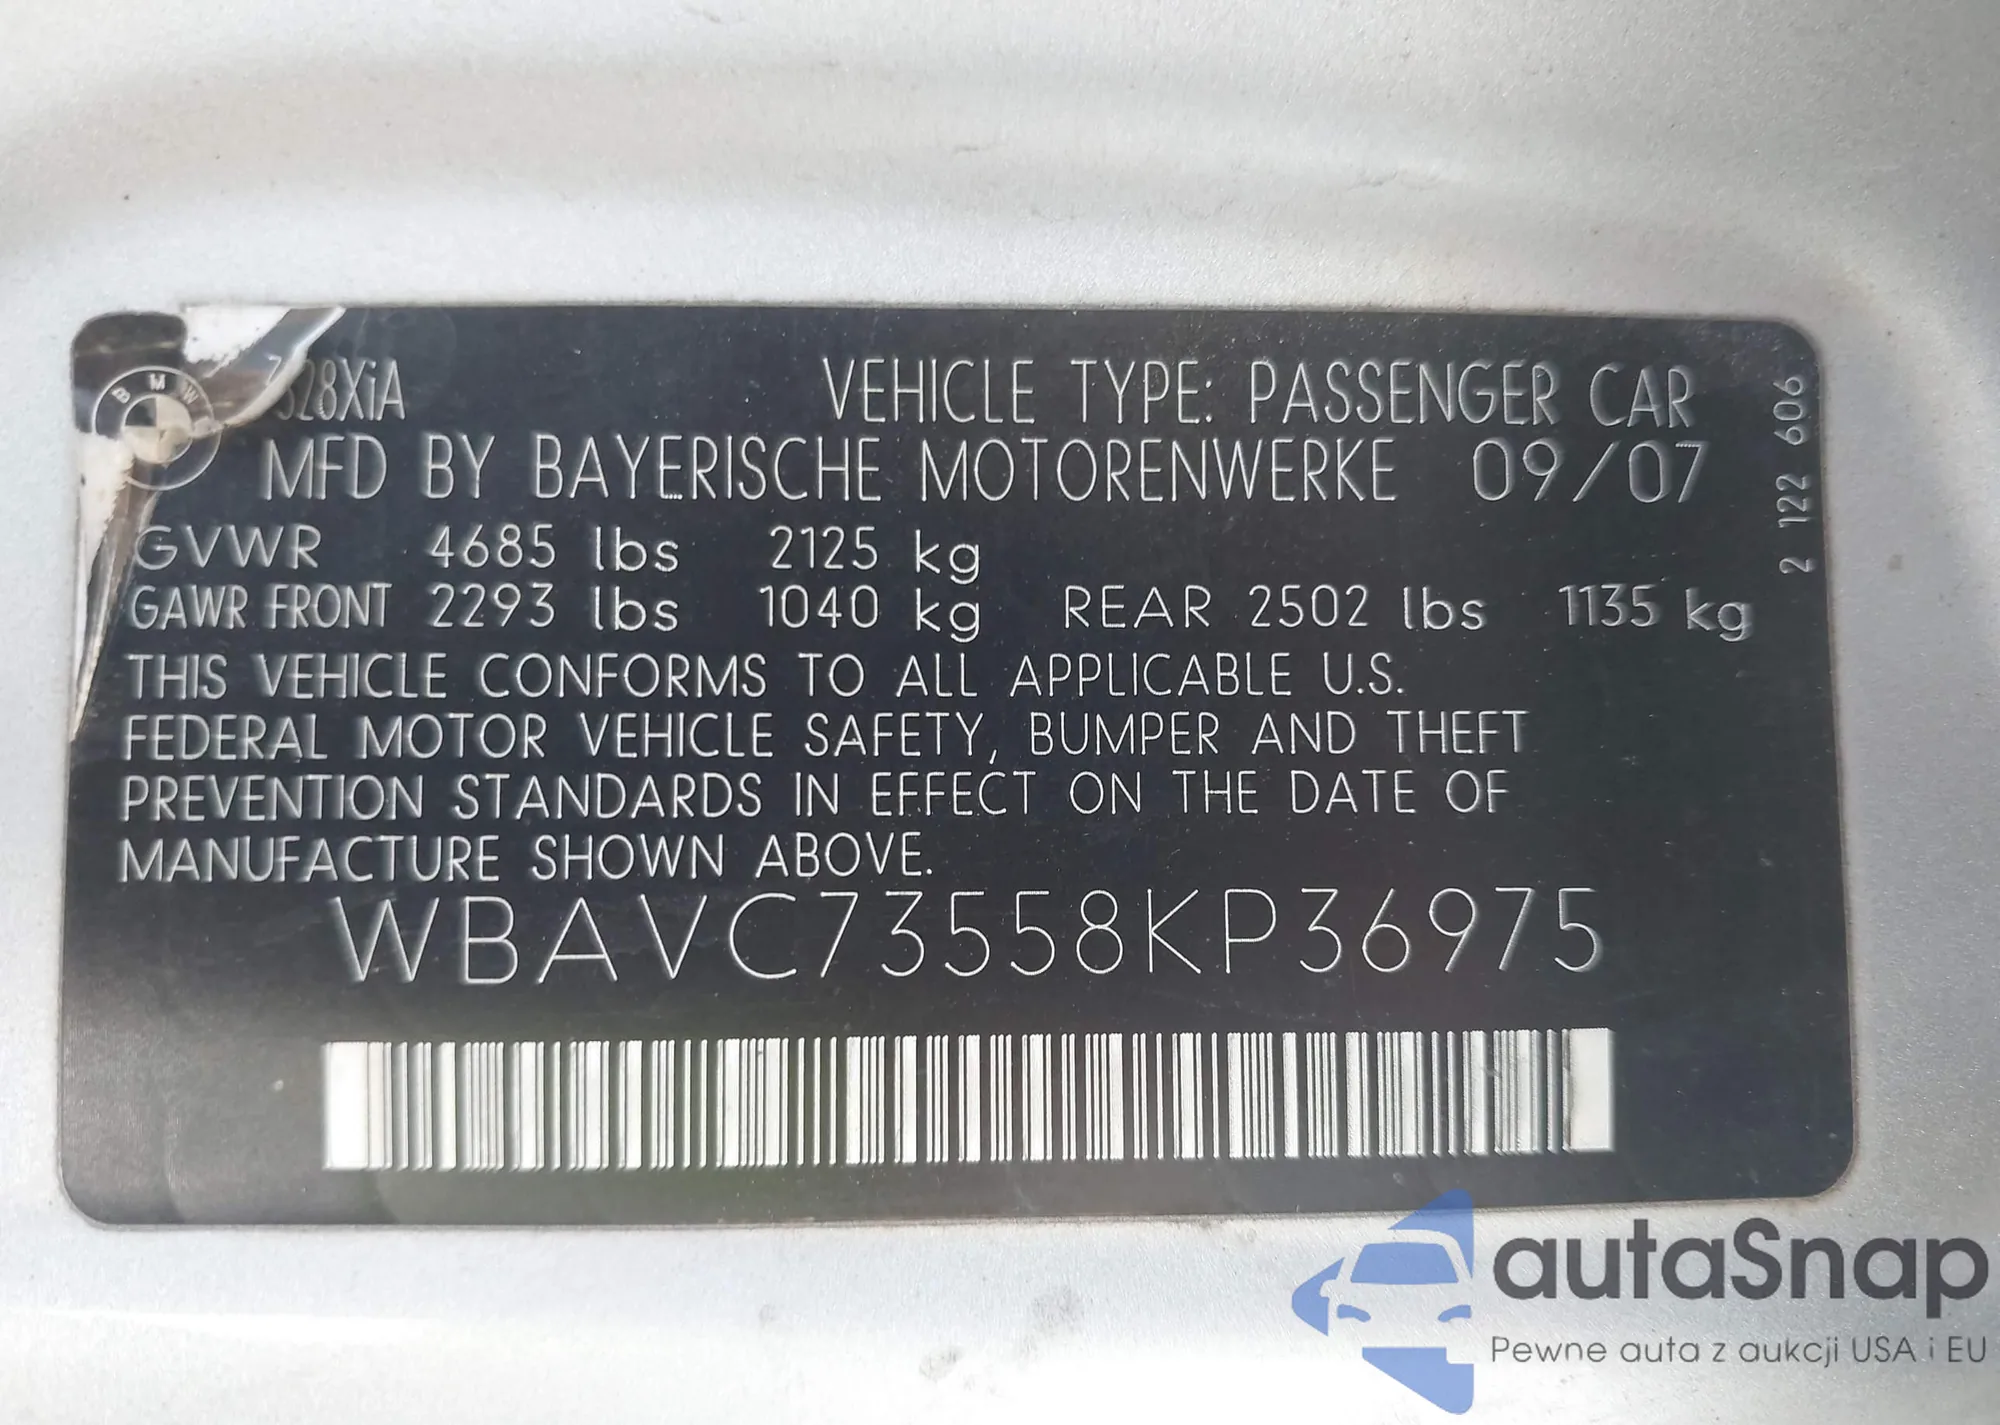 BMW
328XiA
VEHICLE TYPE: PASSENGER CAR
MFD BY BAYERISCHE MOTORENWERKE 09/07
GVWR 4685 lbs 2125 kg
GAWR FRONT 2293 lbs 1040 kg REAR 2502 lbs 1135 kg
THIS VEHICLE CONFORMS TO ALL APPLICABLE U.S.
FEDERAL MOTOR VEHICLE SAFETY, BUMPER AND THEFT
PREVENTION STANDARDS IN EFFECT ON THE DATE OF
MANUFACTURE SHOWN ABOVE.
WBAVC73558KP36975
2 122 606
autaSnap
Pewne auta z aukcji USA i EU